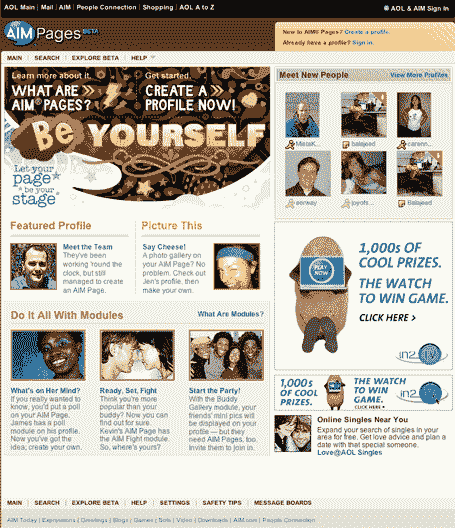 AOL Main | Mail | AIM | People Connection | Shopping | AOL A to Z
AOL & AIM Sign In
AIM Pages BETA
New to AIM® Pages? Create a profile.
Already have a profile? Sign in.
MAIN | SEARCH | EXPLORE BETA | HELP
Learn more about it.
WHAT ARE >>
AIM® PAGES?
Get started.
CREATE A >>
PROFILE NOW!
Be YOURSELF
Let your
page*
*be your
stage*
Meet New People
View More Profiles
balajeed
Balajeed
Featured Profile
Meet the Team
They've been
working 'round the
clock, but still
managed to create
an AIM Page.
Picture This
Say Cheese!
A photo gallery on
your AIM Page? No
problem. Check out
Jen's profile, then
make your own.
PLAY
NOW
1,000s OF
COOL PRIZES.
THE WATCH
TO WIN GAME.
CLICK HERE >
in2
Do It All With Modules
What Are Modules?
What's on Her Mind?
If you really wanted to
know, you'd put a poll
on your AIM Page.
James has a poll
module on his profile.
Now you've got the
idea; create your own.
Ready, Set, Fight
Think you're more
popular than your
buddy? Now you can
find out for sure.
Kevin's AIM Page has
the AIM Fight module.
So, where's yours?
Start the Party!
With the Buddy
Gallery module, your
friends' mini pics will
be displayed on your
profile — but they
need AIM Pages, too.
Invite them to join in.
1,000s
OF COOL
PRIZES.
THE WATCH
TO WIN
GAME.
CLICK HERE >
in2
Online Singles Near You
Expand your search of singles in your
area for free. Get love advice and plan a
date with that special someone.
Love@AOL Singles
MAIN | SEARCH | EXPLORE BETA | HELP | SETTINGS | SAFETY TIPS | MESSAGE BOARDS
AIM Today | Expressions | Greetings | Blogs | Games | Bots | Video | Downloads | AIM.com | People Connection